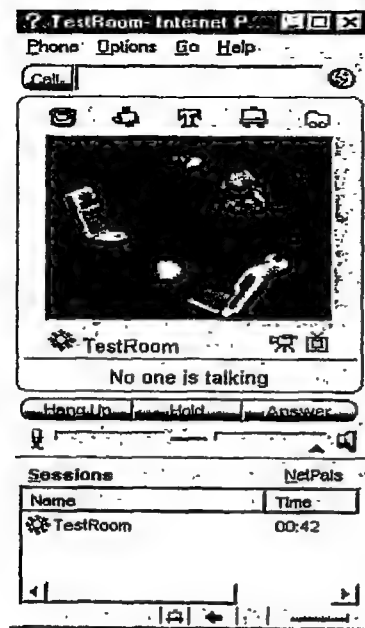 TestRoom- Internet P
Phone Options Go Help
Call
TestRoom
No one is talking
Hang Up Hold Answer
Sessions NetPals
Name Time
TestRoom 00:42